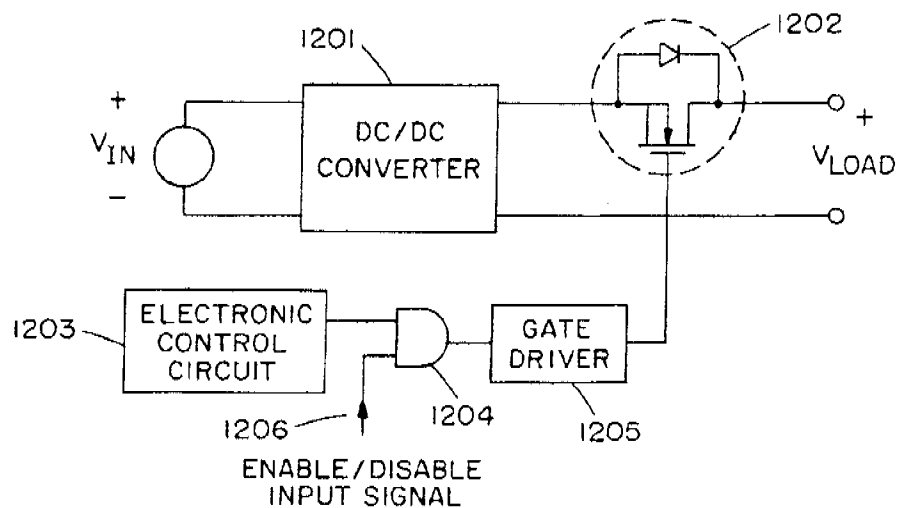 1201
1202
+
V_IN
-
DC/DC
CONVERTER
+
V_LOAD
1203
ELECTRONIC
CONTROL
CIRCUIT
1204
GATE
DRIVER
1205
1206
ENABLE/DISABLE
INPUT SIGNAL